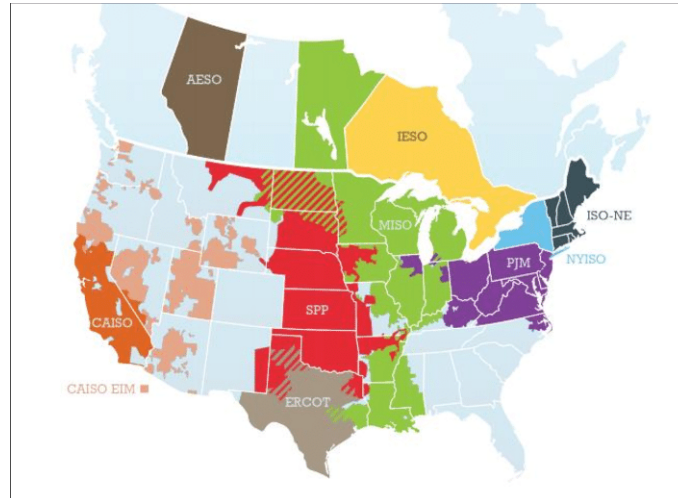 AESO
IESO
MISO
ISO-NE
NYISO
PJM
CAISO
SPP
CAISO EIM
ERCOT